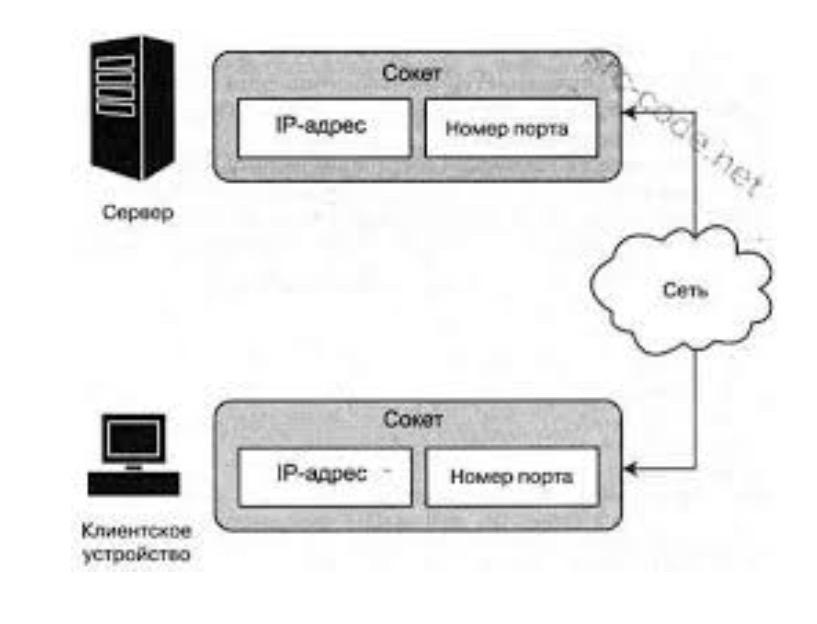 Сокет
IP-адрес
Номер порта
Сервер
Сеть
Сокет
IP-адрес
Номер порта
Клиентское
устройство